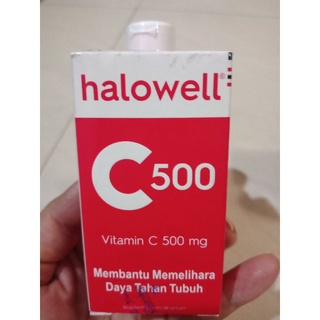 halowell®
C500
Vitamin C 500 mg
Membantu Memelihara
Daya Tahan Tubuh